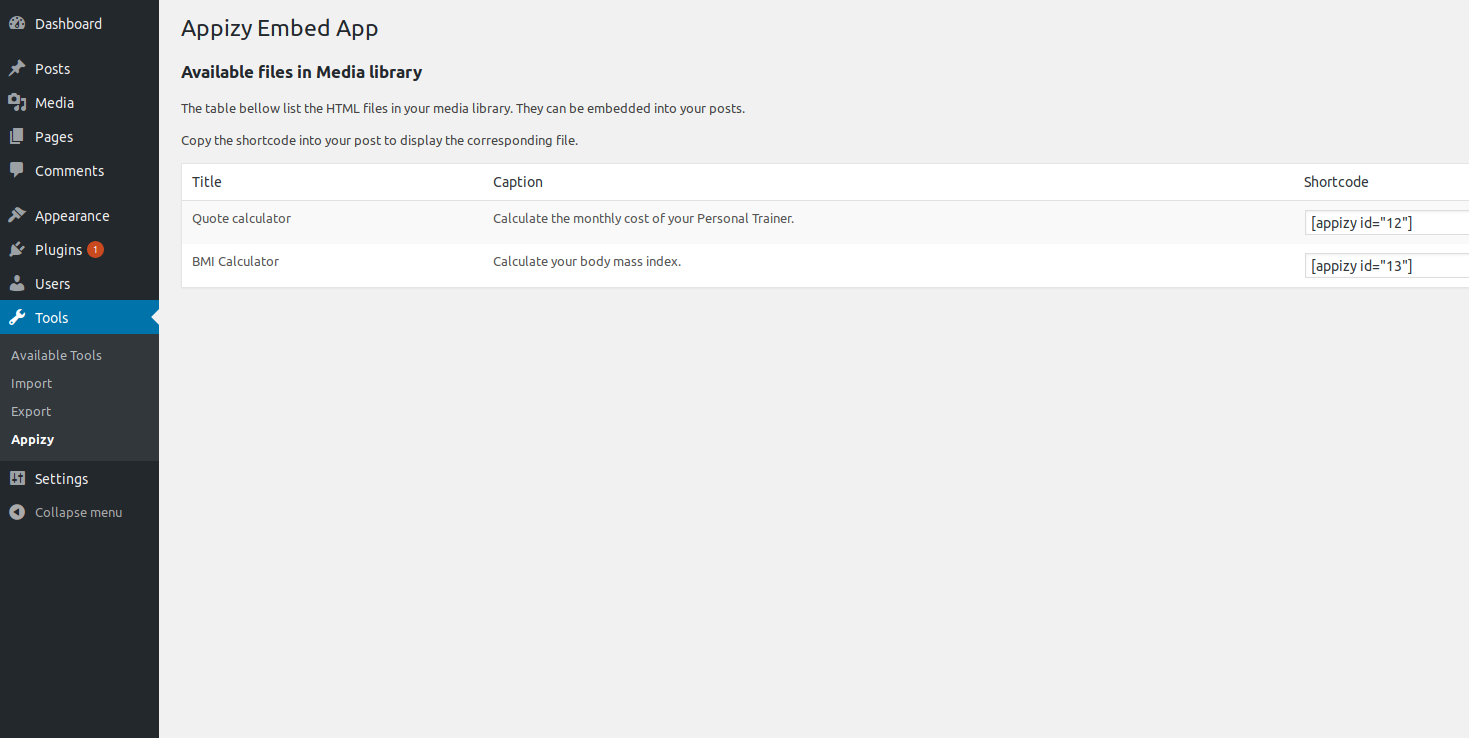 Dashboard
Posts
Media
Pages
Comments
Appearance
Plugins 1
Users
Tools
Available Tools
Import
Export
Appizy
Settings
Collapse menu
Appizy Embed App
Available files in Media library
The table bellow list the HTML files in your media library. They can be embedded into your posts.
Copy the shortcode into your post to display the corresponding file.
Title Caption Shortcode
Quote calculator Calculate the monthly cost of your Personal Trainer. [appizy id="12"]
BMI Calculator Calculate your body mass index. [appizy id="13"]